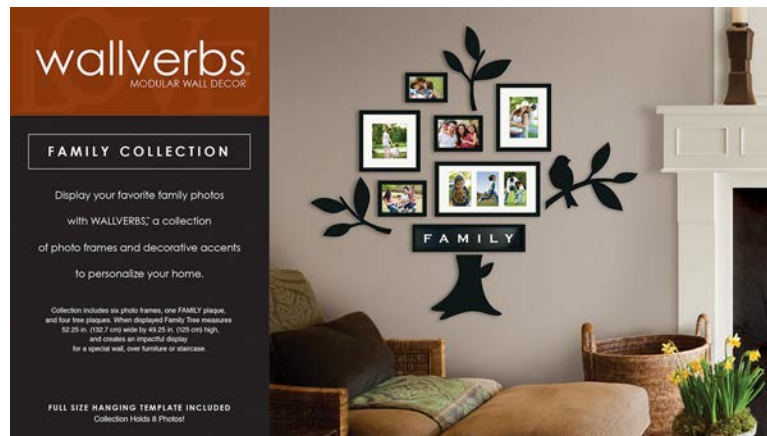 wallverbs™
MODULAR WALL DECOR
FAMILY COLLECTION
Display your favorite family photos
with WALLVERBS,™ a collection
of photo frames and decorative accents
to personalize your home.
Collection includes six photo frames, one FAMILY plaque,
and four tree plaques. When displayed Family Tree measures
52.25 in. (132.7 cm) wide by 49.25 in. (125 cm) high,
and creates an impactful display
for a special wall, over furniture or staircase.
FULL SIZE HANGING TEMPLATE INCLUDED
Collection Holds 8 Photos!
FAMILY